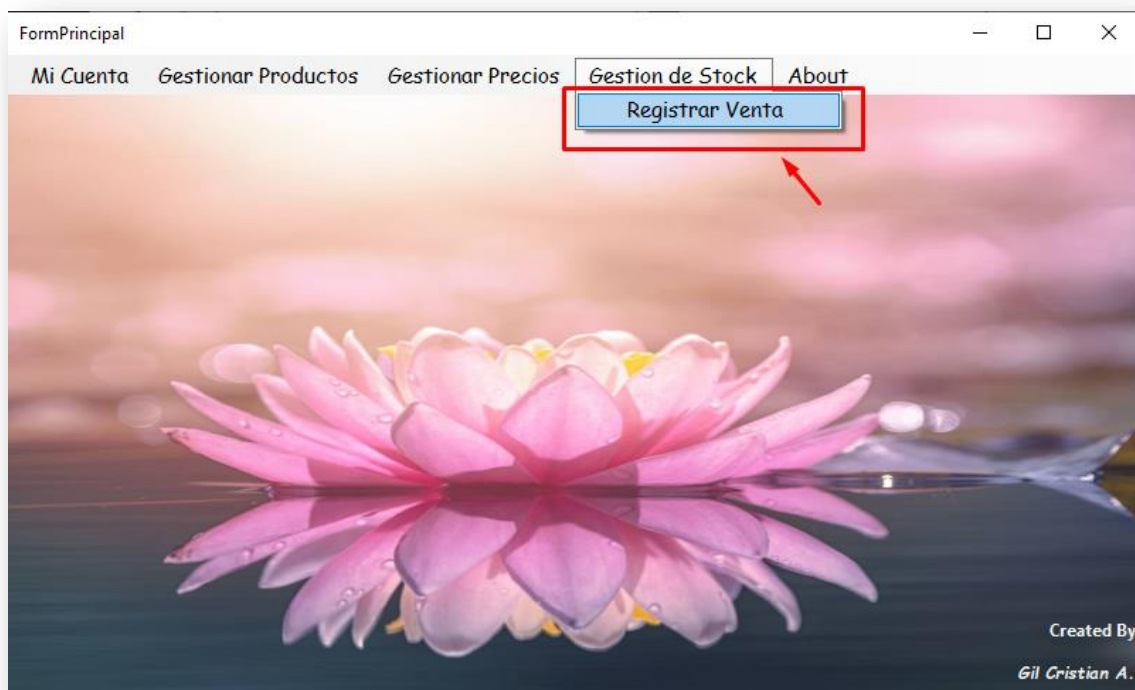 FormPrincipal
Mi Cuenta Gestionar Productos Gestionar Precios Gestion de Stock About
Registrar Venta
Created By
Gil Cristian A.